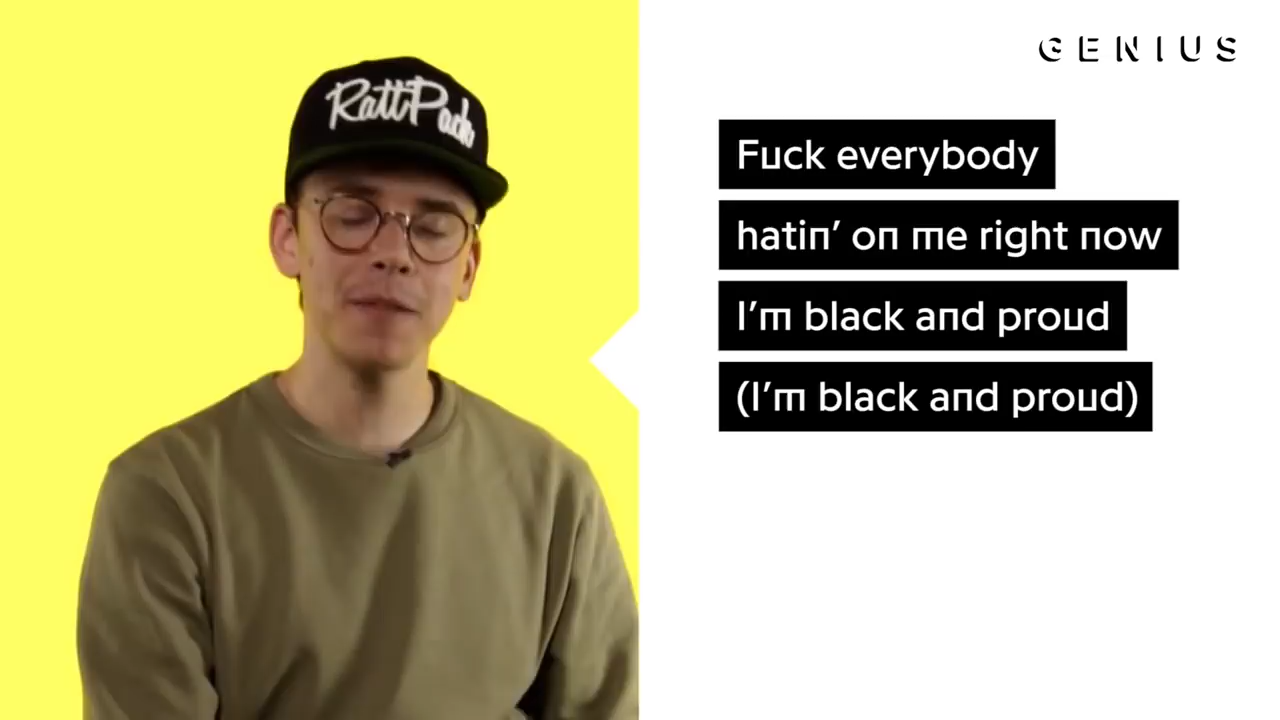 RattPack
GENIUS
Fuck everybody
hatin’ on me right now
I’m black and proud
(I’m black and proud)